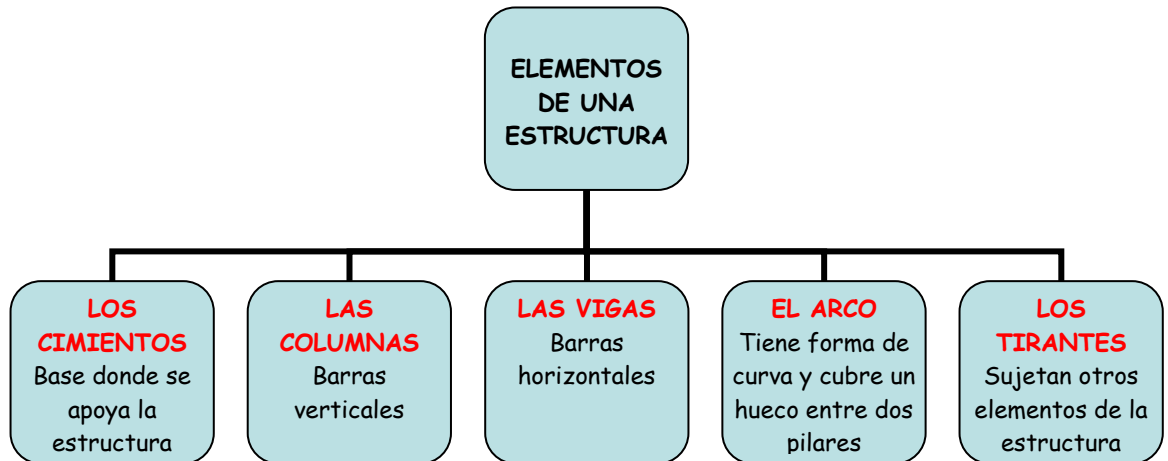 ELEMENTOS
DE UNA
ESTRUCTURA
LOS
CIMIENTOS
Base donde se
apoya la
estructura
LAS
COLUMNAS
Barras
verticales
LAS VIGAS
Barras
horizontales
EL ARCO
Tiene forma de
curva y cubre un
hueco entre dos
pilares
LOS
TIRANTES
Sujetan otros
elementos de la
estructura